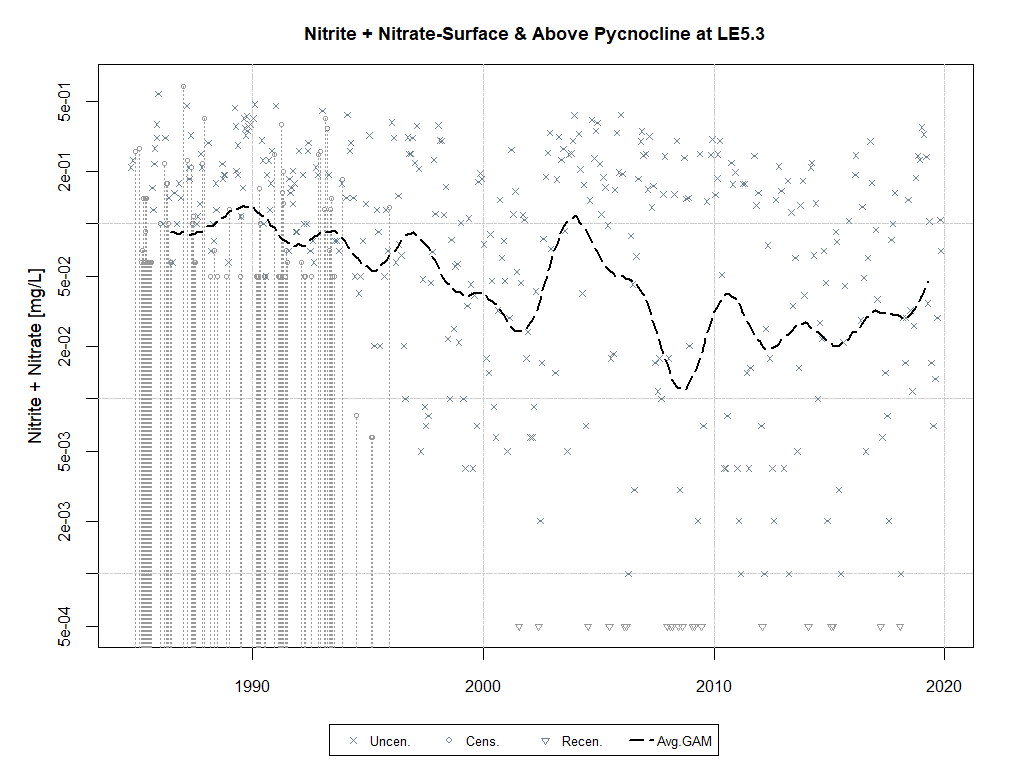 Nitrite + Nitrate-Surface & Above Pycnocline at LE5.3
Nitrite + Nitrate [mg/L]
5e-01
2e-01
5e-02
2e-02
5e-03
2e-03
5e-04
1990
2000
2010
2020
Uncen.
Cens.
Recen.
Avg.GAM